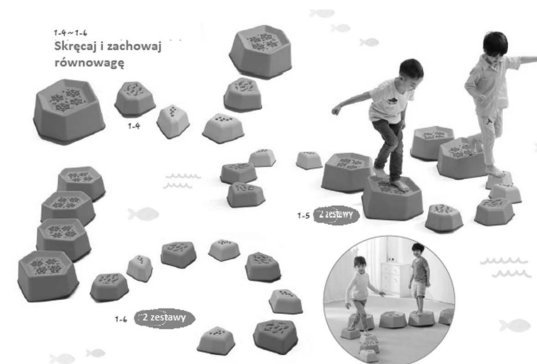 1-4~1-6
Skręcaj i zachowaj
równowagę
1-4
1-5 2 zestawy
1-6 2 zestawy